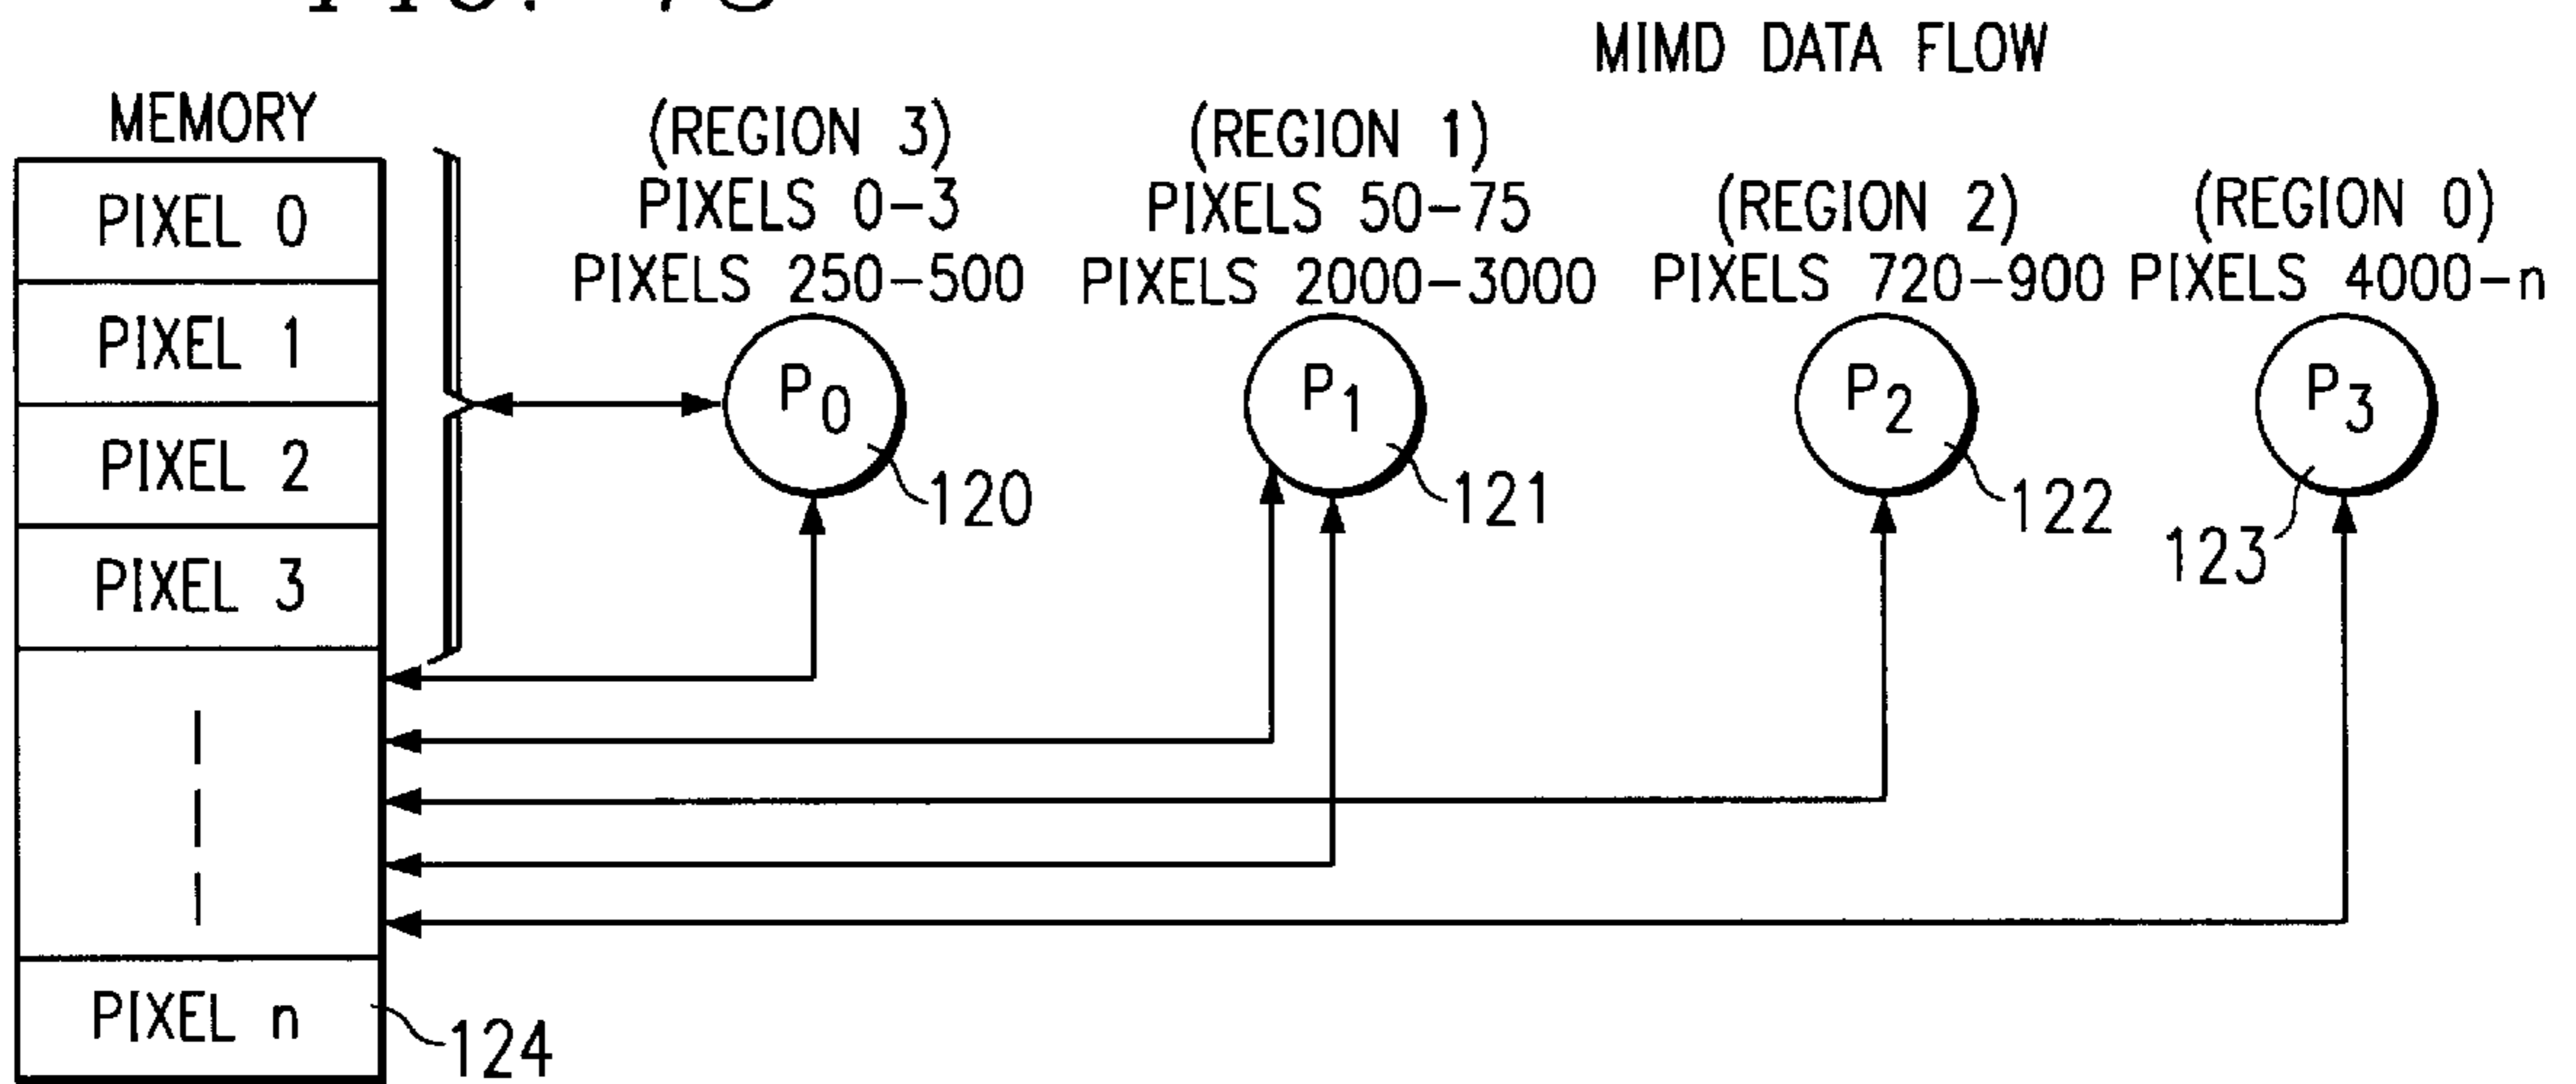 MIMD DATA FLOW
MEMORY
PIXEL 0
PIXEL 1
PIXEL 2
PIXEL 3
PIXEL n
124
(REGION 3)
PIXELS 0-3
PIXELS 250-500
P0
120
(REGION 1)
PIXELS 50-75
PIXELS 2000-3000
P1
121
(REGION 2)
PIXELS 720-900
P2
122
(REGION 0)
PIXELS 4000-n
P3
123